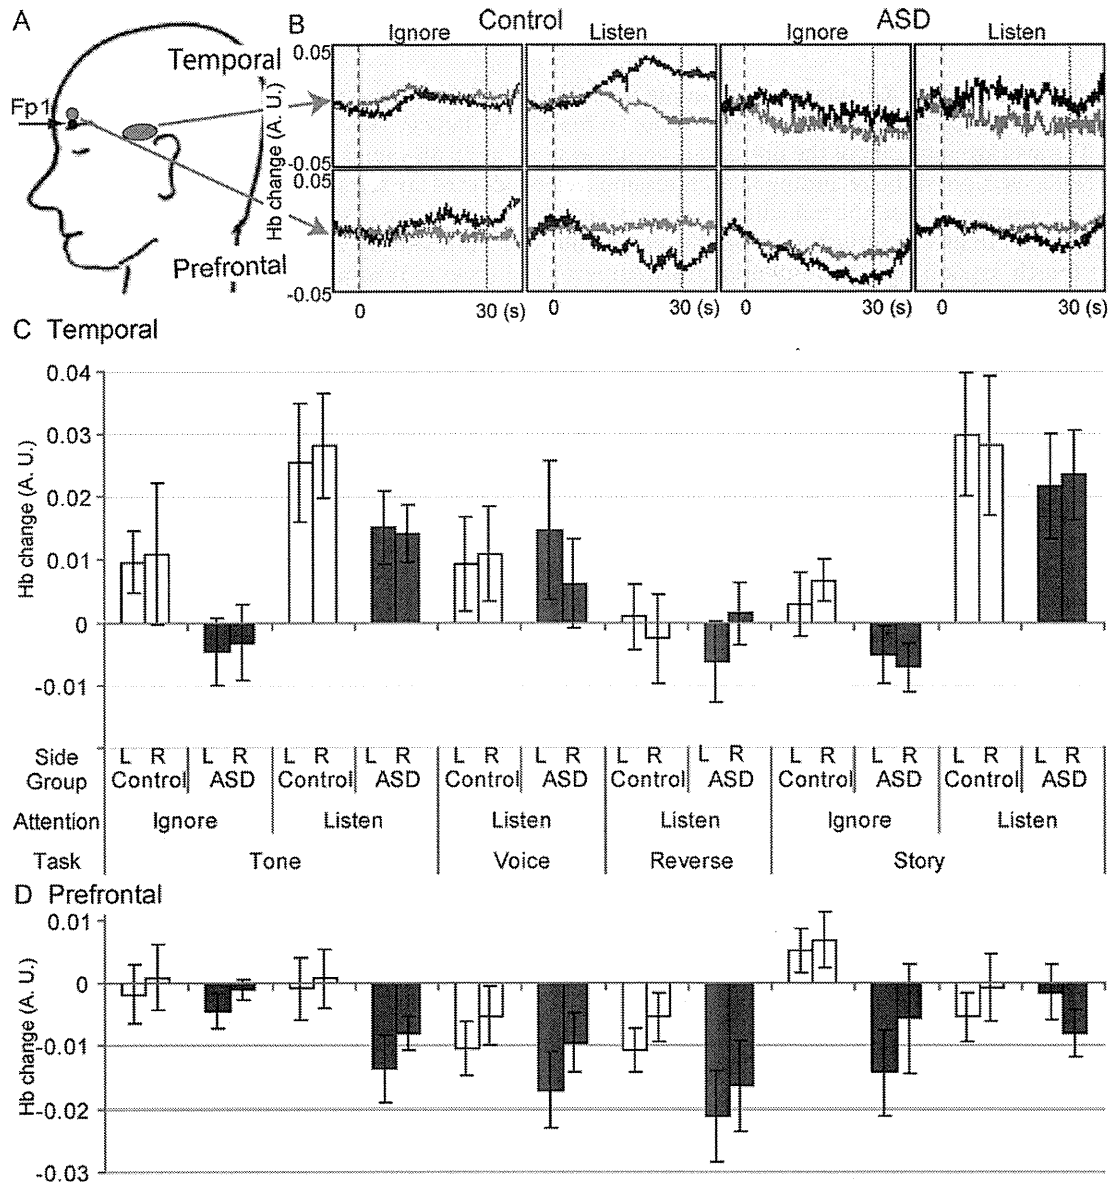 A
Temporal
Fp1
Prefrontal
B Control ASD
Ignore Listen Ignore Listen
0.05
-0.05
0.05
-0.05
Hb change (A. U.)
Hb change (A. U.)
0 30 (s) 0 30 (s) 0 30 (s) 0 30 (s)
C Temporal
Hb change (A. U.)
0.04
0.03
0.02
0.01
0
-0.01
Side L R L R L R L R L R L R L R L R L R L R L R L R
Group Control ASD Control ASD Control ASD Control ASD Control ASD Control ASD
Attention Ignore Listen Listen Listen Ignore Listen
Task Tone Voice Reverse Story
D Prefrontal
Hb change (A. U.)
0.01
0
-0.01
-0.02
-0.03